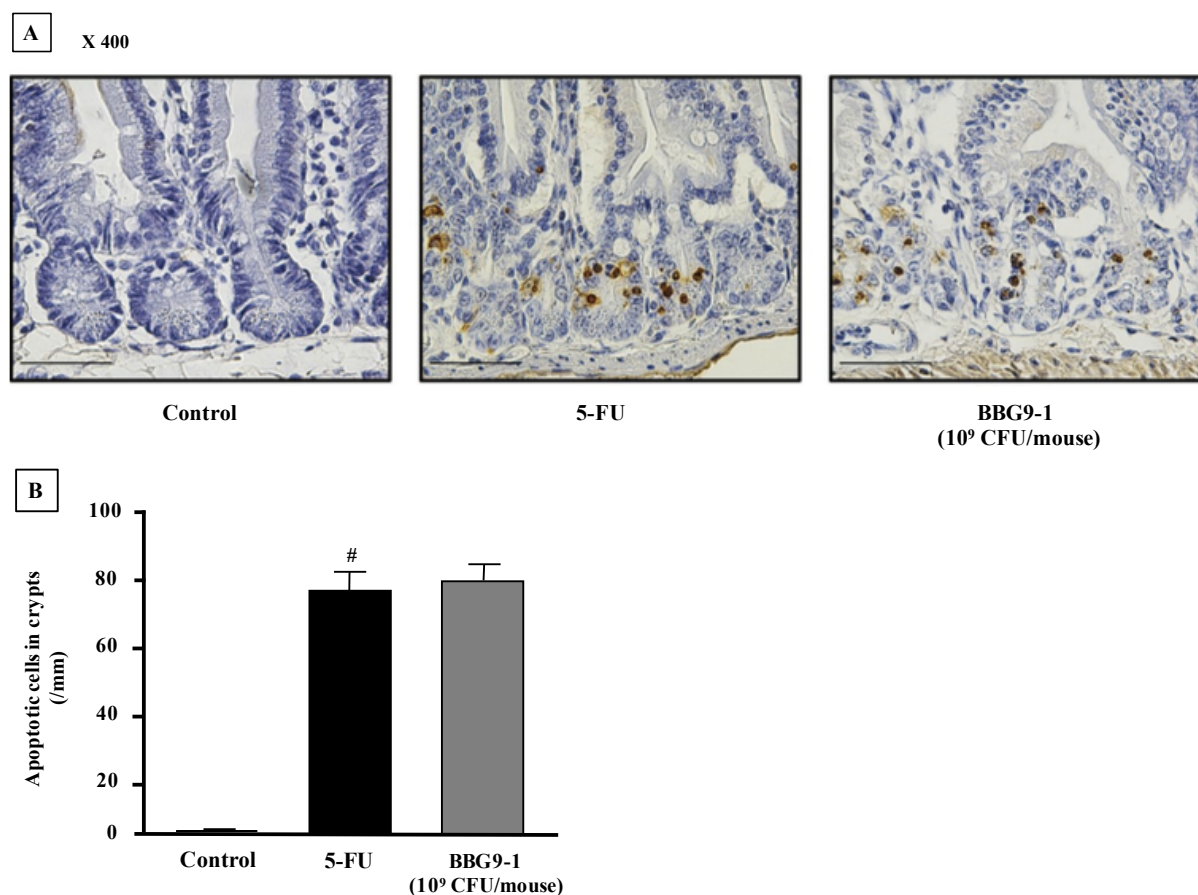 A
X 400
Control
5-FU
BBG9-1
(10⁹ CFU/mouse)
B
Apoptotic cells in crypts
(/mm)
100
80
60
40
20
0
#
Control
5-FU
BBG9-1
(10⁹ CFU/mouse)